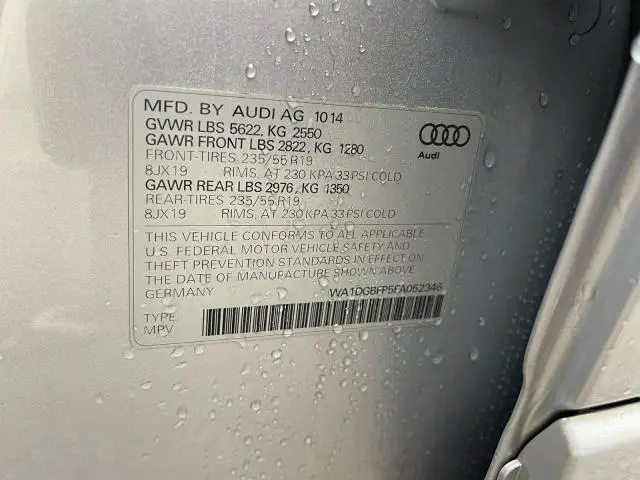 MFD. BY AUDI AG 10 14
GVWR LBS 5622, KG 2550
GAWR FRONT LBS 2822, KG 1280
FRONT-TIRES 235/55 R19
8JX19 RIMS, AT 230 KPA 33 PSI COLD
GAWR REAR LBS 2976, KG 1350
REAR-TIRES 235/55 R19
8JX19 RIMS, AT 230 KPA 33 PSI COLD
Audi
THIS VEHICLE CONFORMS TO ALL APPLICABLE
U.S. FEDERAL MOTOR VEHICLE SAFETY AND
THEFT PREVENTION STANDARDS IN EFFECT ON
THE DATE OF MANUFACTURE SHOWN ABOVE
GERMANY WA1DGBFP5FA052346
TYPE
MPV